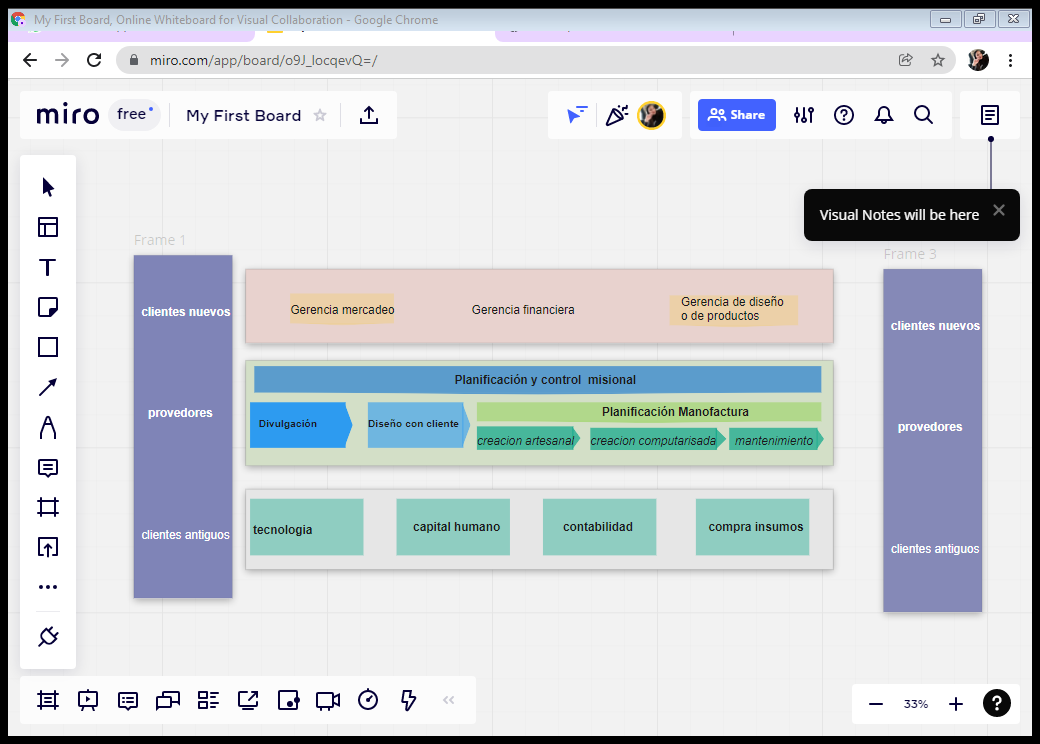 My First Board, Online Whiteboard for Visual Collaboration - Google Chrome
miro.com/app/board/o9J_locqevQ=/
miro free My First Board Share
Visual Notes will be here
Frame 1
Frame 3
clientes nuevos
provedores
clientes antiguos
Gerencia mercadeo
Gerencia financiera
Gerencia de diseño
o de productos
Planificación y control misional
Divulgación
Diseño con cliente
Planificación Manofactura
creacion artesanal
creacion computarisada
mantenimiento
tecnologia
capital humano
contabilidad
compra insumos
clientes nuevos
provedores
clientes antiguos
33%